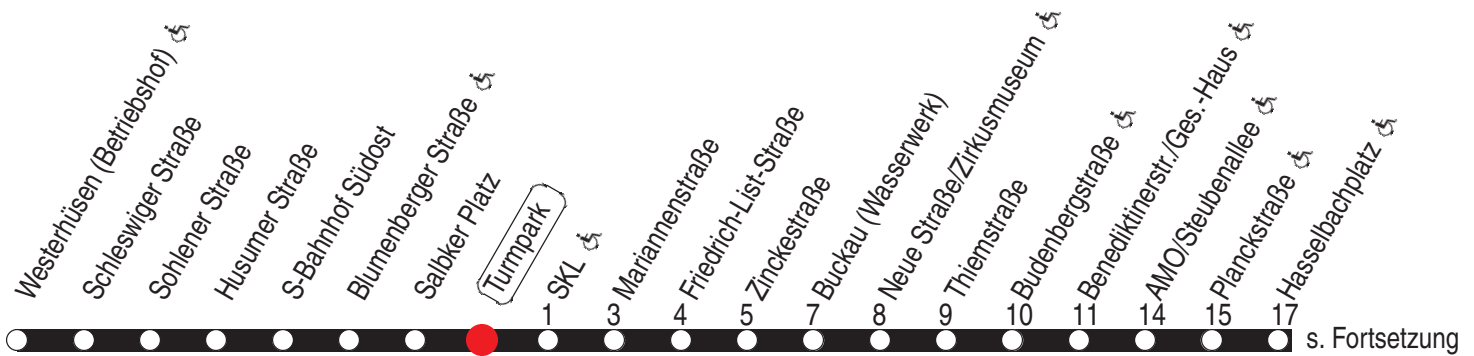 Westerhüsen (Betriebshof)
Schleswiger Straße
Sohlener Straße
Husumer Straße
S-Bahnhof Südost
Blumenberger Straße
Salbker Platz
Turmpark
1 SKL
3 Mariannenstraße
4 Friedrich-List-Straße
5 Zinckestraße
7 Buckau (Wasserwerk)
8 Neue Straße/Zirkusmuseum
9 Thiemstraße
10 Budenbergstraße
11 Benediktinerstr./Ges.-Haus
14 AMO/Steubenallee
15 Planckstraße
17 Hasselbachplatz
s. Fortsetzung